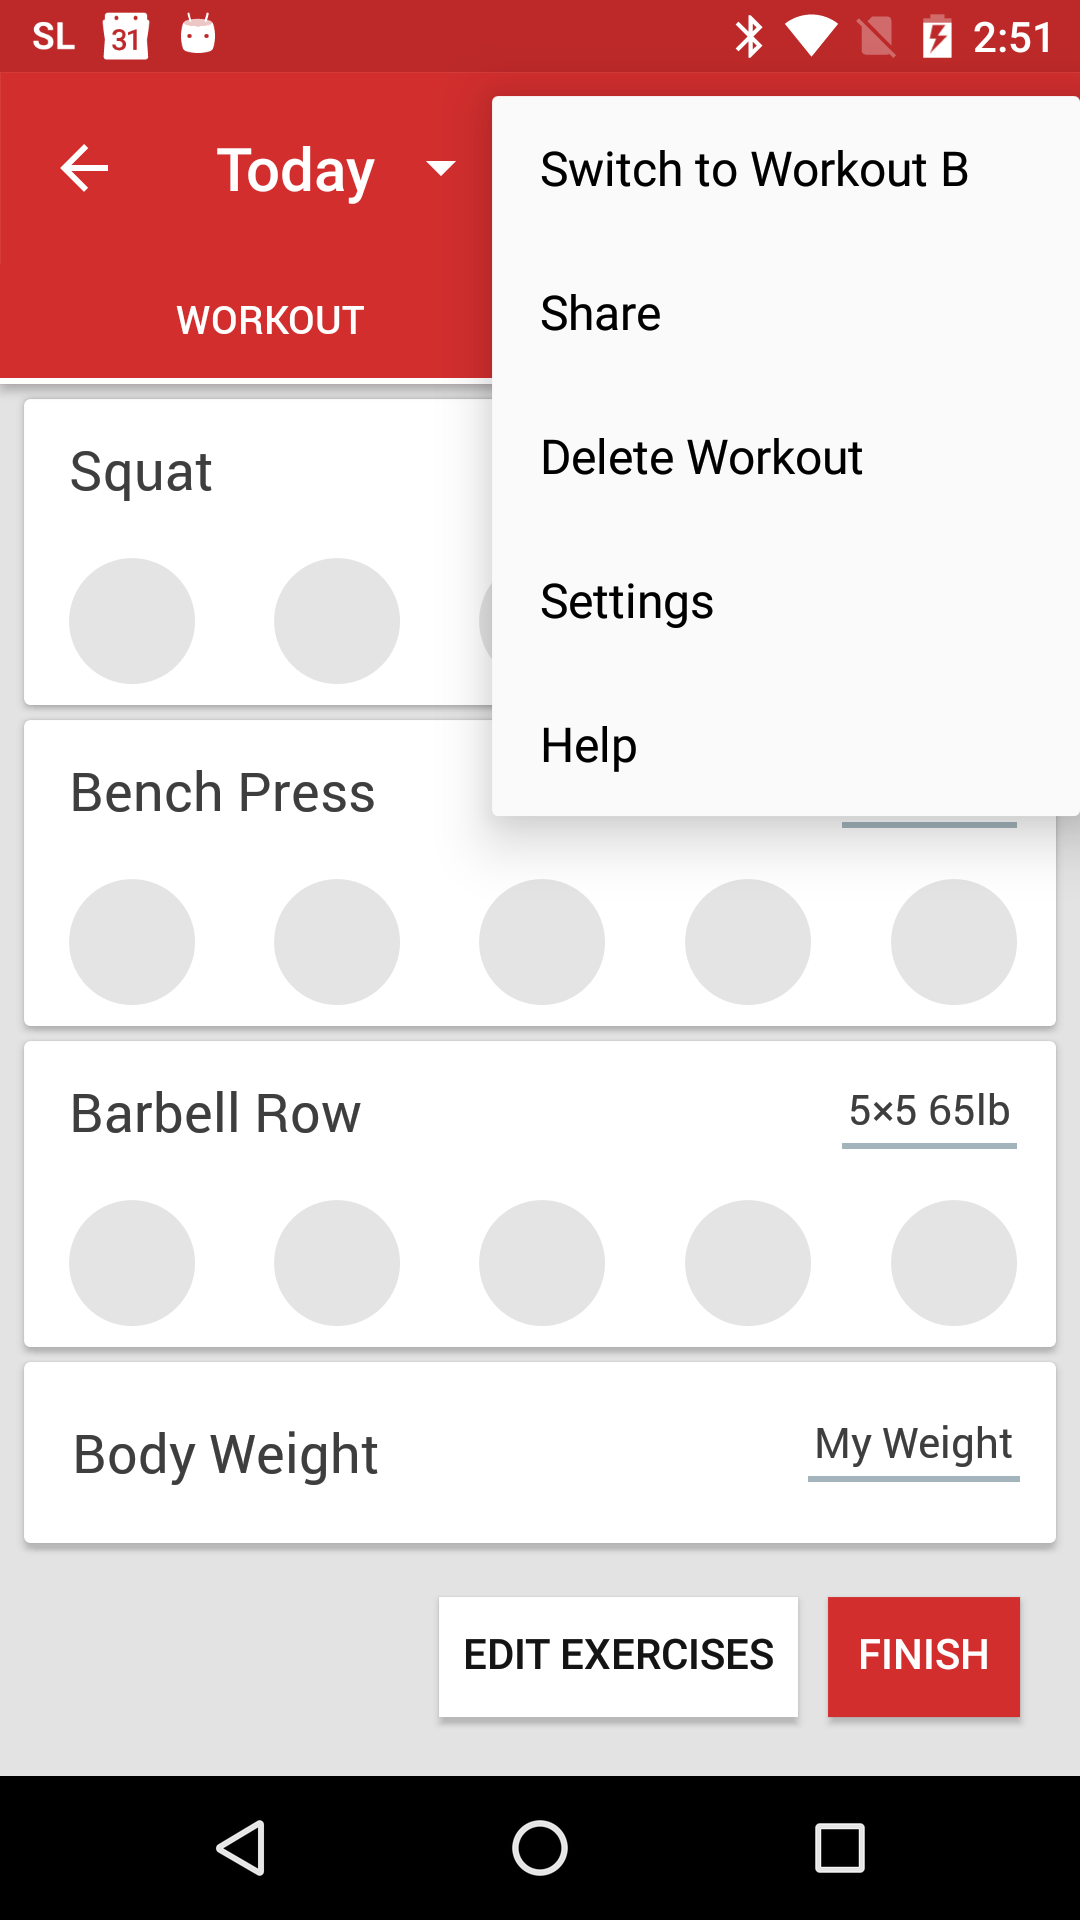 SL 31 2:51
Today
WORKOUT
Switch to Workout B
Share
Delete Workout
Settings
Help
Squat
Bench Press
Barbell Row
5×5 65lb
Body Weight
My Weight
EDIT EXERCISES
FINISH